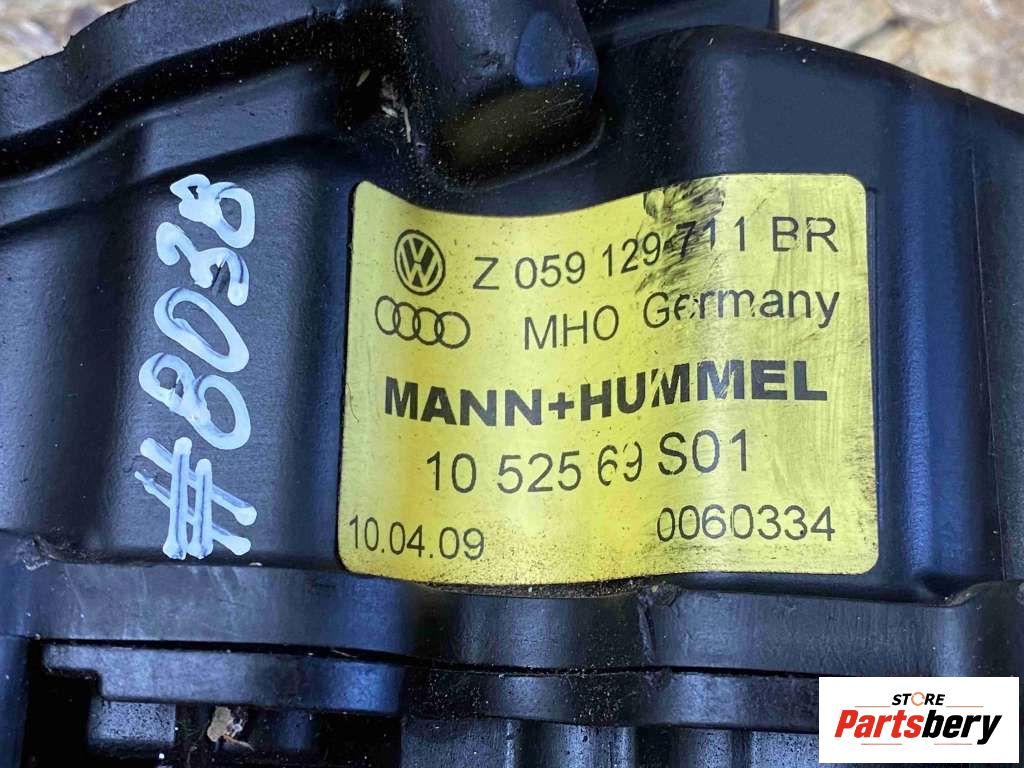 #8038
Z 059 129 711 BR
MHO Germany
MANN+HUMMEL
10 525 69 S01
10.04.09 0060334
STORE
Partsbery